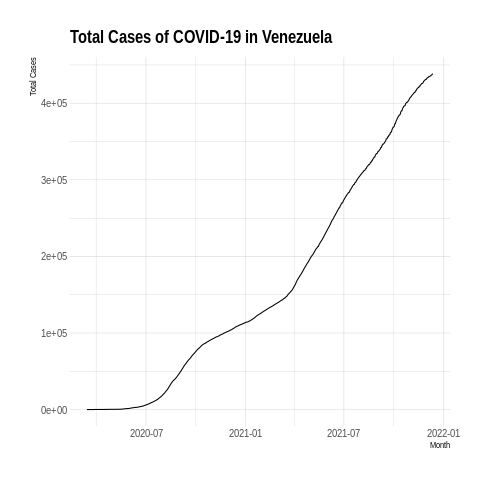 Total Cases of COVID-19 in Venezuela
Total Cases
4e+05
3e+05
2e+05
1e+05
0e+00
2020-07 2021-01 2021-07 2022-01
Month